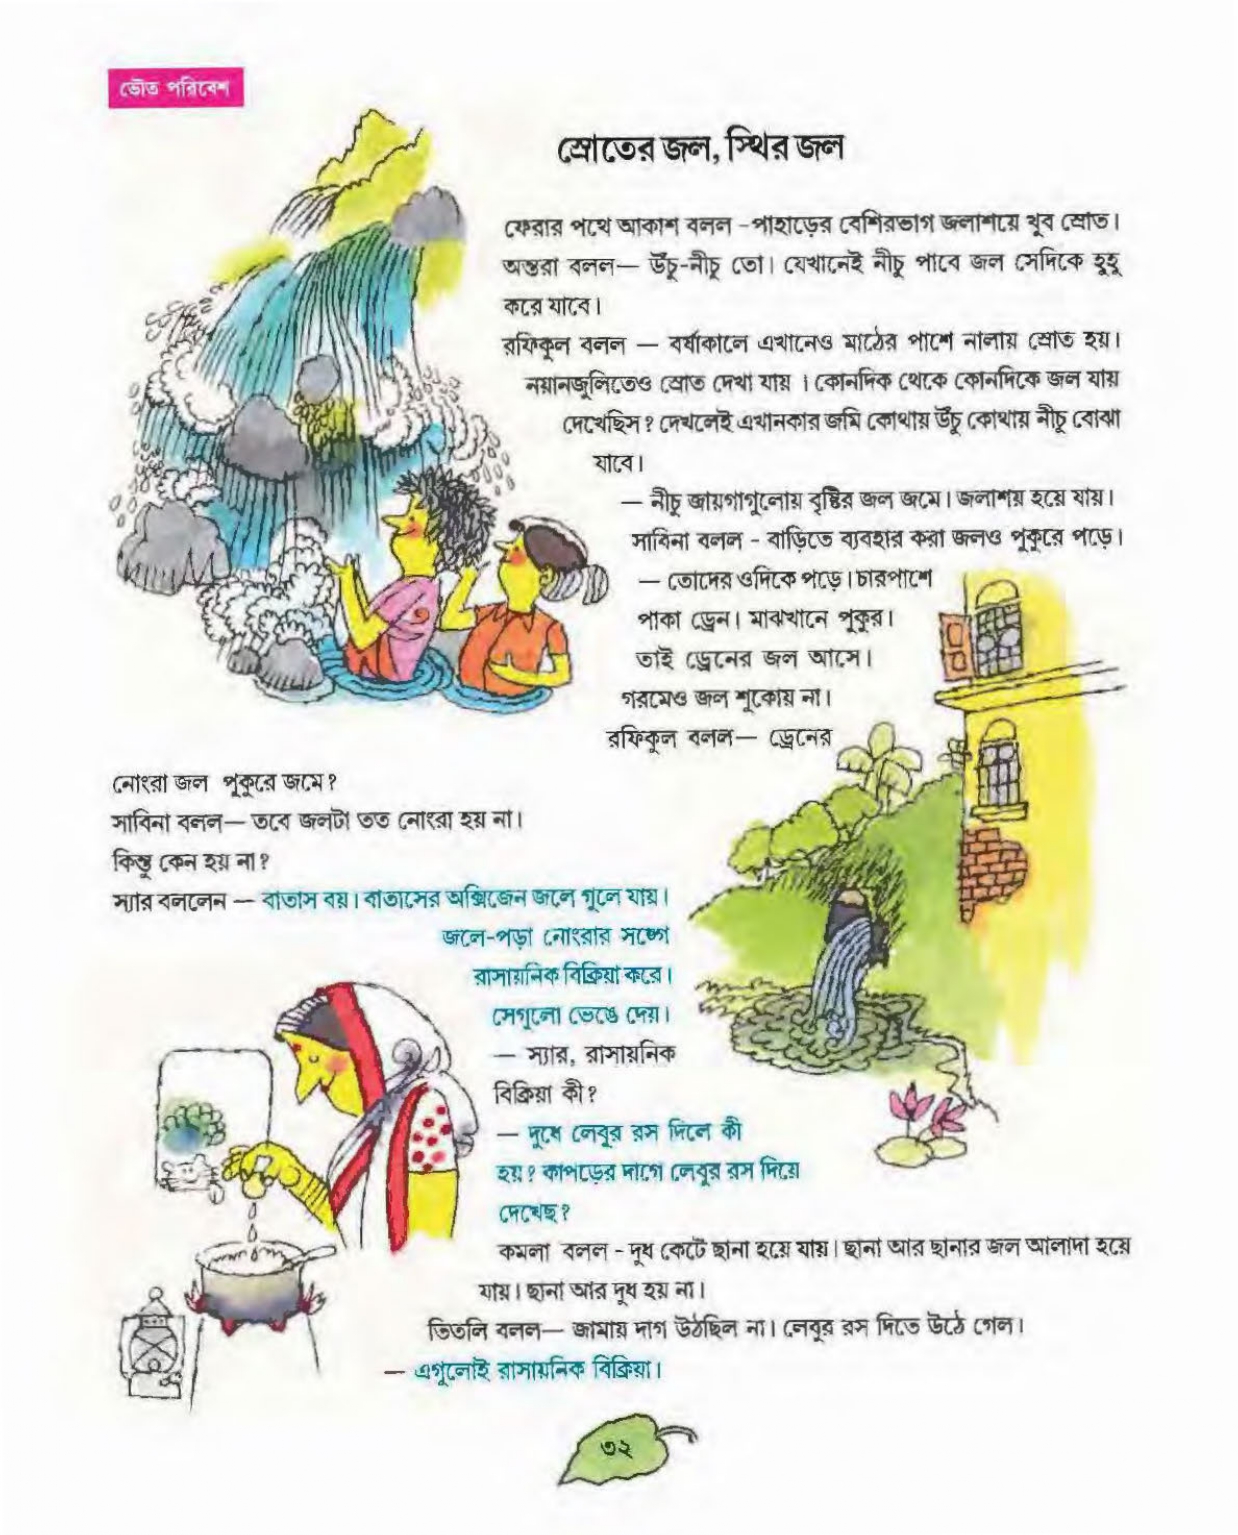 ভৌত পরিবেশ
স্রোতের জল, স্থির জল
ফেরার পথে আকাশ বলল -পাহাড়ের বেশিরভাগ জলাশয়ে খুব স্রোত।
অন্তরা বলল— উঁচু-নীচু তো। যেখানেই নীচু পাবে জল সেদিকে হুহু
করে যাবে।
রফিকুল বলল — বর্ষাকালে এখানেও মাঠের পাশে নালায় স্রোত হয়।
নয়ানজুলিতেও স্রোত দেখা যায় । কোনদিক থেকে কোনদিকে জল যায়
দেখেছিস? দেখলেই এখানকার জমি কোথায় উঁচু কোথায় নীচু বোঝা
যাবে।
— নীচু জায়গাগুলোয় বৃষ্টির জল জমে। জলাশয় হয়ে যায়।
সাবিনা বলল - বাড়িতে ব্যবহার করা জলও পুকুরে পড়ে।
— তোদের ওদিকে পড়ে। চারপাশে
পাকা ড্রেন। মাঝখানে পুকুর।
তাই ড্রেনের জল আসে।
গরমেও জল শুকোয় না।
রফিকুল বলল— ড্রেনের
নোংরা জল পুকুরে জমে?
সাবিনা বলল— তবে জলটা তত নোংরা হয় না।
কিন্তু কেন হয় না?
স্যার বললেন — বাতাস বয়। বাতাসের অক্সিজেন জলে গুলে যায়।
জলে-পড়া নোংরার সঙ্গে
রাসায়নিক বিক্রিয়া করে।
সেগুলো ভেঙে দেয়।
— স্যার, রাসায়নিক
বিক্রিয়া কী?
— দুধে লেবুর রস দিলে কী
হয়? কাপড়ের দাগে লেবুর রস দিয়ে
দেখেছ?
কমলা বলল - দুধ কেটে ছানা হয়ে যায়। ছানা আর ছানার জল আলাদা হয়ে
যায়। ছানা আর দুধ হয় না।
তিতলি বলল— জামায় দাগ উঠছিল না। লেবুর রস দিতে উঠে গেল।
— এগুলোই রাসায়নিক বিক্রিয়া।
৩২